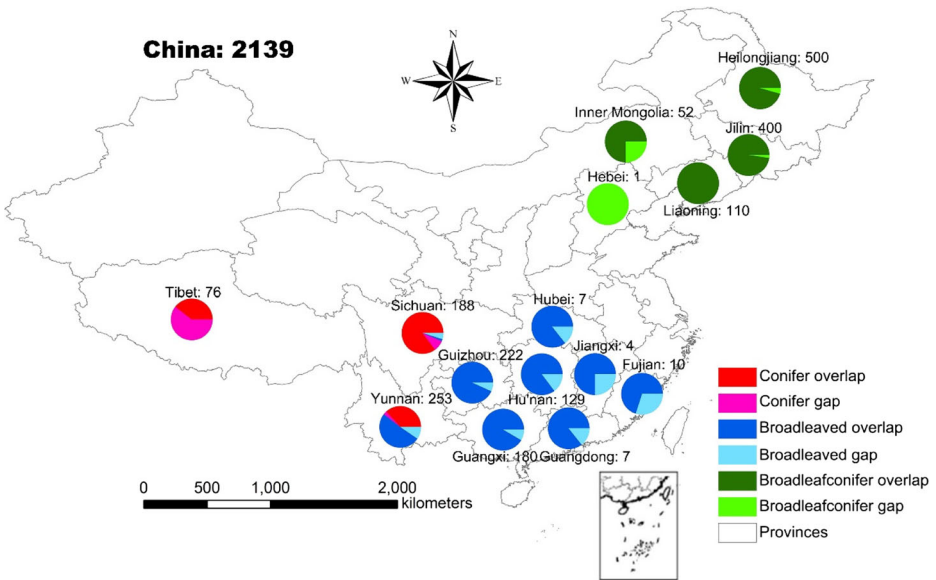 China: 2139
N
W
E
S
Heilongjiang: 500
Inner Mongolia: 52
Jilin: 400
Hebei: 1
Liaoning: 110
Tibet: 76
Sichuan: 188
Hubei: 7
Jiangxi: 4
Guizhou: 222
Fujian: 10
Yunnan: 253
Hu'nan: 129
Guangxi: 180
Guangdong: 7
Conifer overlap
Conifer gap
Broadleaved overlap
Broadleaved gap
Broadleafconifer overlap
Broadleafconifer gap
Provinces
0 500 1,000 2,000
kilometers